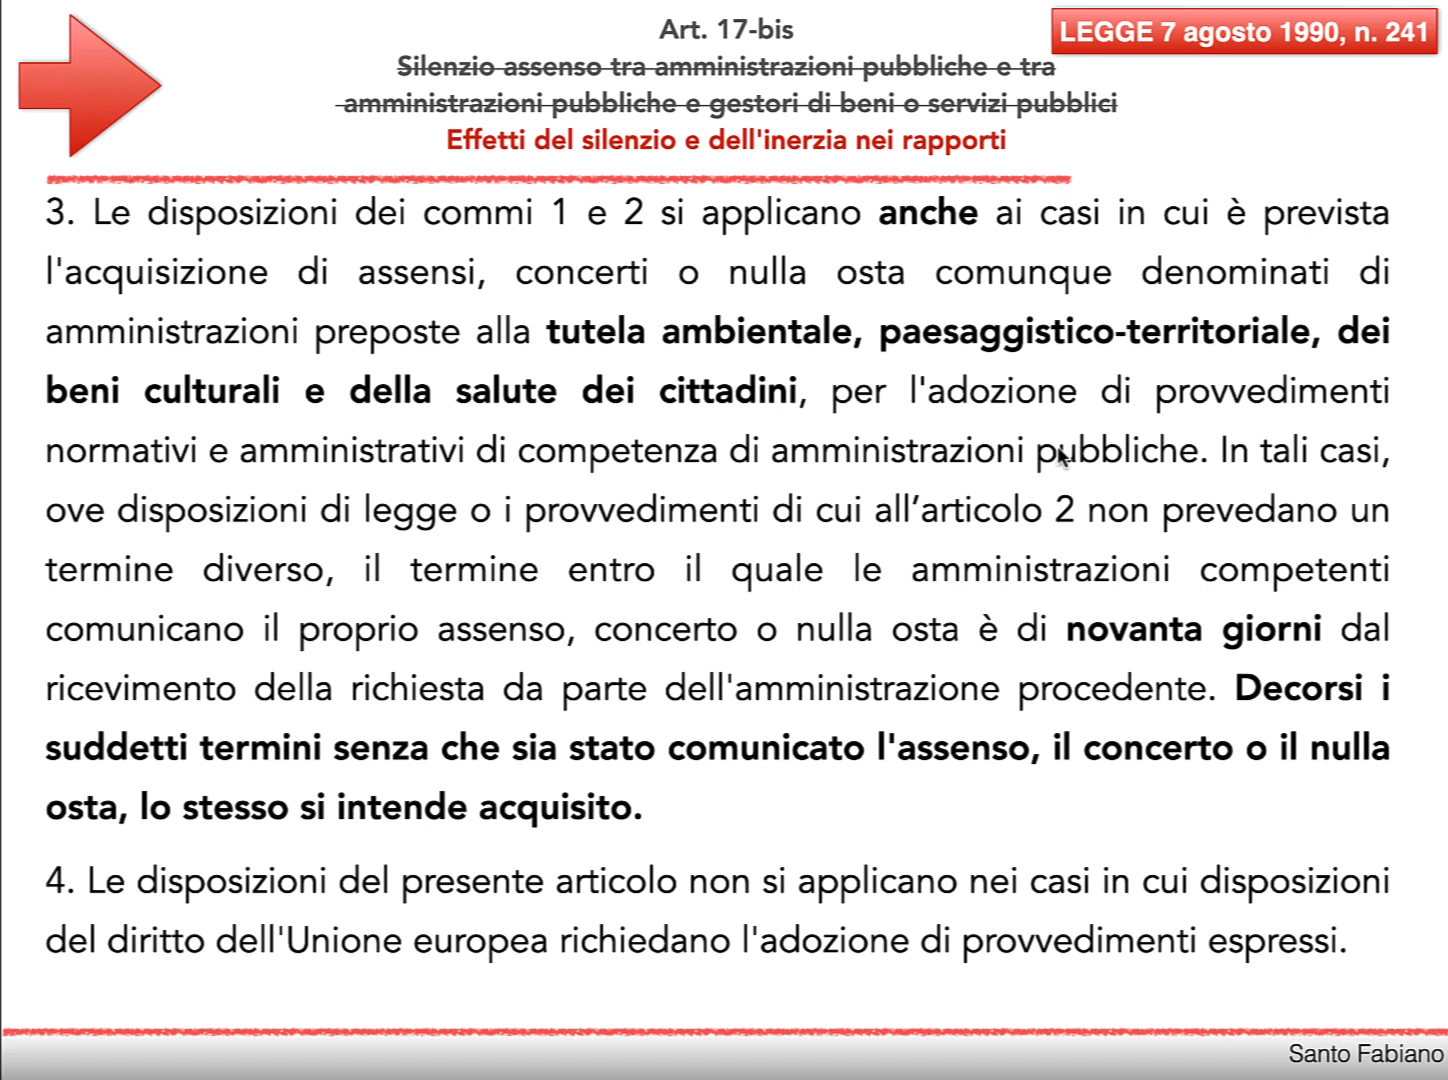 Art. 17-bis
LEGGE 7 agosto 1990, n. 241
Silenzio assenso tra amministrazioni pubbliche e tra
amministrazioni pubbliche e gestori di beni o servizi pubblici
Effetti del silenzio e dell'inerzia nei rapporti
3. Le disposizioni dei commi 1 e 2 si applicano anche ai casi in cui è prevista
l'acquisizione di assensi, concerti o nulla osta comunque denominati di
amministrazioni preposte alla tutela ambientale, paesaggistico-territoriale, dei
beni culturali e della salute dei cittadini, per l'adozione di provvedimenti
normativi e amministrativi di competenza di amministrazioni pubbliche. In tali casi,
ove disposizioni di legge o i provvedimenti di cui all’articolo 2 non prevedano un
termine diverso, il termine entro il quale le amministrazioni competenti
comunicano il proprio assenso, concerto o nulla osta è di novanta giorni dal
ricevimento della richiesta da parte dell'amministrazione procedente. Decorsi i
suddetti termini senza che sia stato comunicato l'assenso, il concerto o il nulla
osta, lo stesso si intende acquisito.
4. Le disposizioni del presente articolo non si applicano nei casi in cui disposizioni
del diritto dell'Unione europea richiedano l'adozione di provvedimenti espressi.
Santo Fabiano